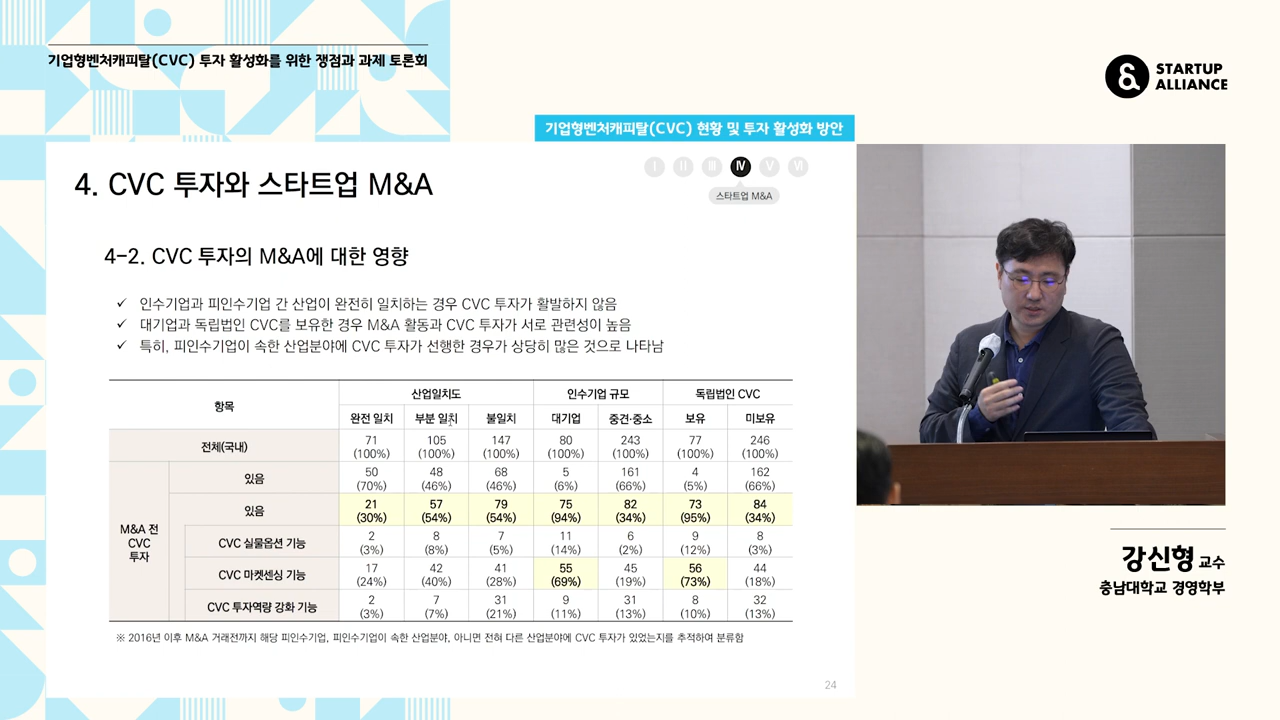 기업형벤처캐피탈(CVC) 투자 활성화를 위한 쟁점과 과제 토론회
STARTUP
ALLIANCE
기업형벤처캐피탈(CVC) 현황 및 투자 활성화 방안
I II III IV V VI
스타트업 M&A
4. CVC 투자와 스타트업 M&A
4-2. CVC 투자의 M&A에 대한 영향
✓ 인수기업과 피인수기업 간 산업이 완전히 일치하는 경우 CVC 투자가 활발하지 않음
✓ 대기업과 독립법인 CVC를 보유한 경우 M&A 활동과 CVC 투자가 서로 관련성이 높음
✓ 특히, 피인수기업이 속한 산업분야에 CVC 투자가 선행한 경우가 상당히 많은 것으로 나타남
항목 산업일치도 인수기업 규모 독립법인 CVC
완전 일치 부분 일치 불일치 대기업 중견·중소 보유 미보유
전체(국내) 71 105 147 80 243 77 246
(100%) (100%) (100%) (100%) (100%) (100%) (100%)
있음 50 48 68 5 161 4 162
(70%) (46%) (46%) (6%) (66%) (5%) (66%)
M&A 전
CVC
투자
있음 21 57 79 75 82 73 84
(30%) (54%) (54%) (94%) (34%) (95%) (34%)
CVC 실물옵션 기능 2 8 7 11 6 9 8
(3%) (8%) (5%) (14%) (2%) (12%) (3%)
CVC 마켓센싱 기능 17 42 41 55 45 56 44
(24%) (40%) (28%) (69%) (19%) (73%) (18%)
CVC 투자역량 강화 기능 2 7 31 9 31 8 32
(3%) (7%) (21%) (11%) (13%) (10%) (13%)
※ 2016년 이후 M&A 거래전까지 해당 피인수기업, 피인수기업이 속한 산업분야, 아니면 전혀 다른 산업분야에 CVC 투자가 있었는지를 추적하여 분류함
24
강신형 교수
충남대학교 경영학부